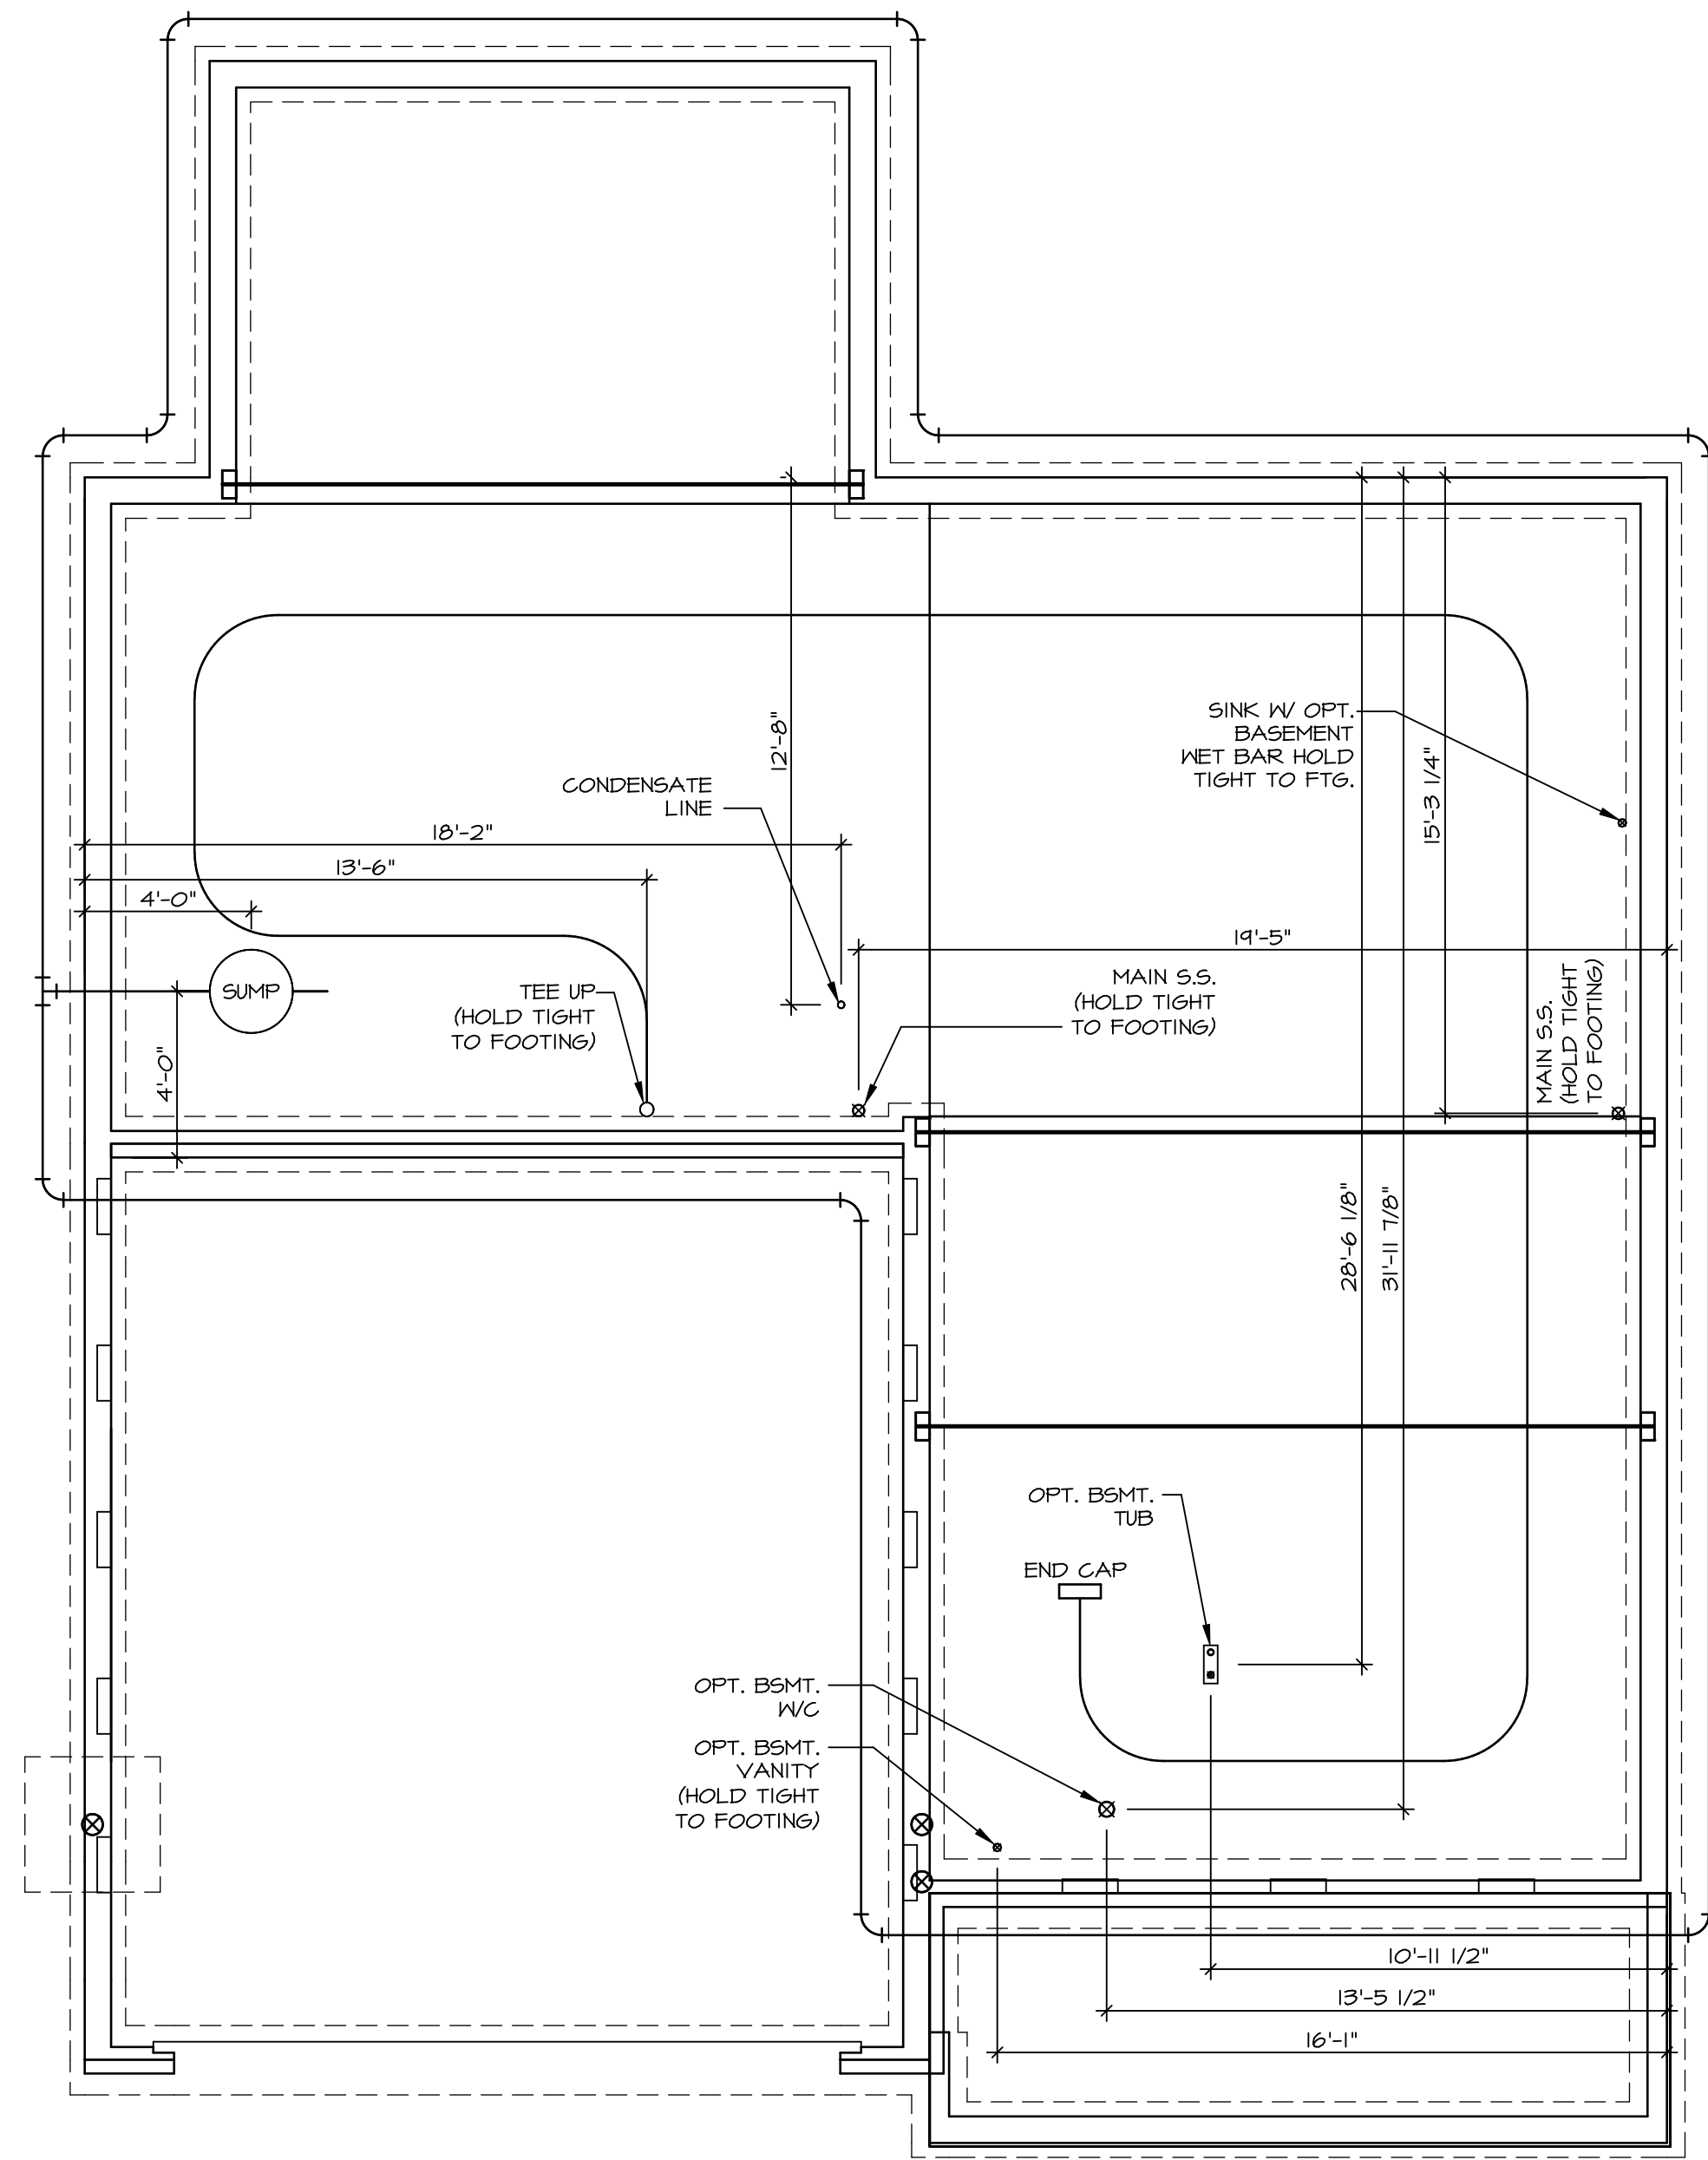 SINK W/ OPT.
BASEMENT
WET BAR HOLD
TIGHT TO FTG.
12'-8"
15'-3 1/4"
CONDENSATE
LINE
18'-2"
13'-6"
4'-0"
19'-5"
SUMP
TEE UP
(HOLD TIGHT
TO FOOTING)
MAIN S.S.
(HOLD TIGHT
TO FOOTING)
MAIN S.S.
(HOLD TIGHT
TO FOOTING)
4'-0"
28'-6 1/8"
31'-11 7/8"
OPT. BSMT.
TUB
END CAP
OPT. BSMT.
W/C
OPT. BSMT.
VANITY
(HOLD TIGHT
TO FOOTING)
10'-11 1/2"
13'-5 1/2"
16'-1"